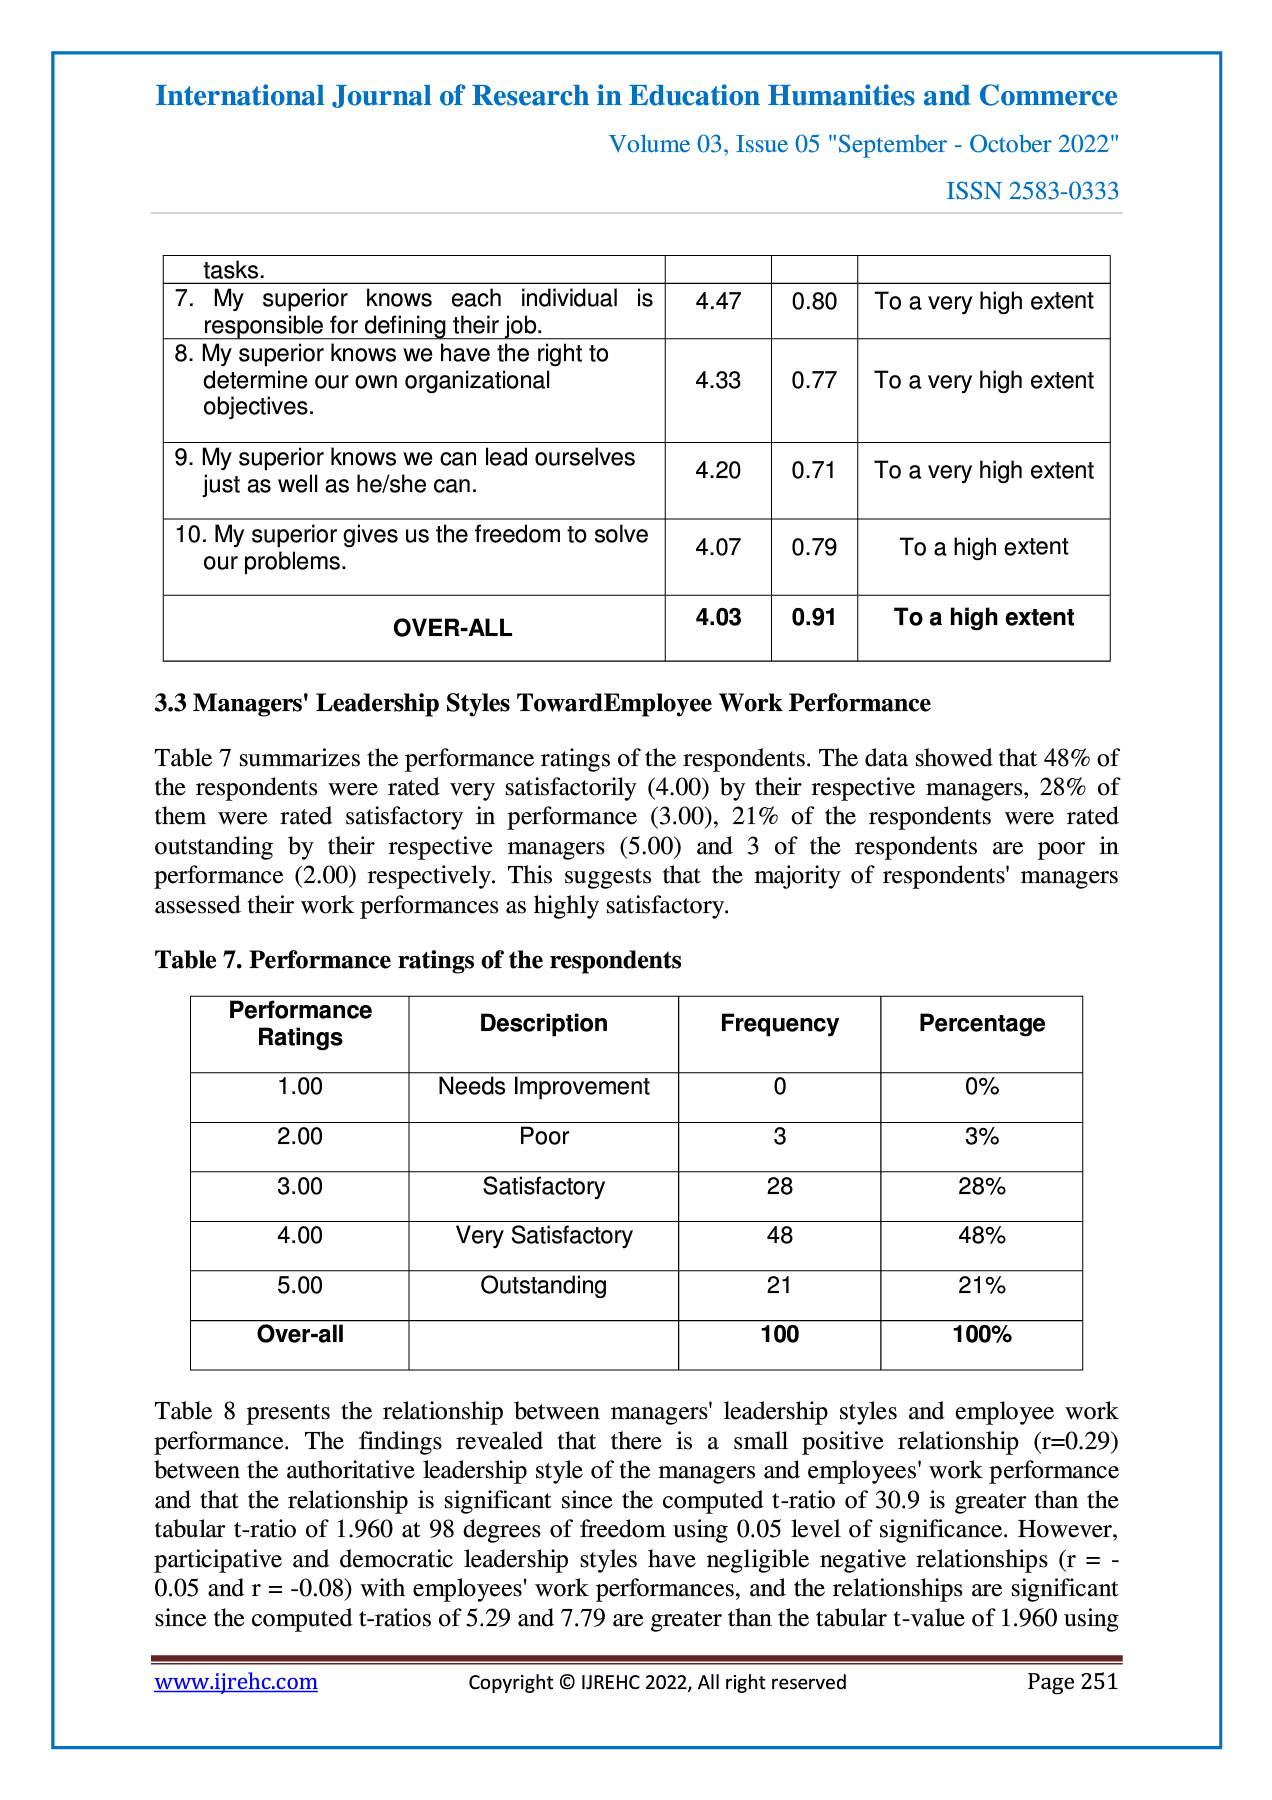 International Journal of Research in Education Humanities and Commerce
Volume 03, Issue 05 "September - October 2022"
ISSN 2583-0333
tasks.
7. My superior knows each individual is
responsible for defining their job.
4.47 0.80 To a very high extent
8. My superior knows we have the right to
determine our own organizational
objectives.
4.33 0.77 To a very high extent
9. My superior knows we can lead ourselves
just as well as he/she can.
4.20 0.71 To a very high extent
10. My superior gives us the freedom to solve
our problems.
4.07 0.79 To a high extent
OVER-ALL 4.03 0.91 To a high extent
3.3 Managers' Leadership Styles TowardEmployee Work Performance
Table 7 summarizes the performance ratings of the respondents. The data showed that 48% of
the respondents were rated very satisfactorily (4.00) by their respective managers, 28% of
them were rated satisfactory in performance (3.00), 21% of the respondents were rated
outstanding by their respective managers (5.00) and 3 of the respondents are poor in
performance (2.00) respectively. This suggests that the majority of respondents' managers
assessed their work performances as highly satisfactory.
Table 7. Performance ratings of the respondents
Performance
Ratings
Description Frequency Percentage
1.00 Needs Improvement 0 0%
2.00 Poor 3 3%
3.00 Satisfactory 28 28%
4.00 Very Satisfactory 48 48%
5.00 Outstanding 21 21%
Over-all 100 100%
Table 8 presents the relationship between managers' leadership styles and employee work
performance. The findings revealed that there is a small positive relationship (r=0.29)
between the authoritative leadership style of the managers and employees' work performance
and that the relationship is significant since the computed t-ratio of 30.9 is greater than the
tabular t-ratio of 1.960 at 98 degrees of freedom using 0.05 level of significance. However,
participative and democratic leadership styles have negligible negative relationships (r = -
0.05 and r = -0.08) with employees' work performances, and the relationships are significant
since the computed t-ratios of 5.29 and 7.79 are greater than the tabular t-value of 1.960 using
www.ijrehc.com Copyright © IJREHC 2022, All right reserved Page 251